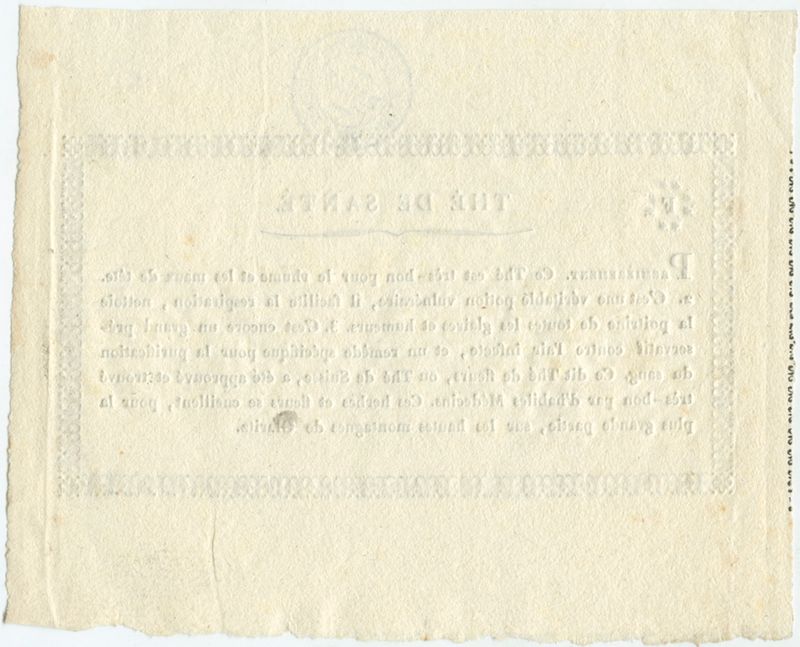 F
THÉ DE SANTÉ.
PREMIÈREMENT. Ce Thé est très-bon pour le rhume et les maux de tête.
2. C'est une véritable potion vulnéraire, il facilite la respiration, nettoie
la poitrine de toutes les glaires et humeurs. 3. C'est encore un grand pré-
servatif contre l'air infecte, et un remède spécifique pour la purification
du sang. Ce dit Thé de fleurs, ou Thé de Suisse, a été approuvé et trouvé
très-bon par d'habiles Médecins. Ces herbes et fleurs se cueillent, pour la
plus grande partie, sur les hautes montagnes de Glaris.